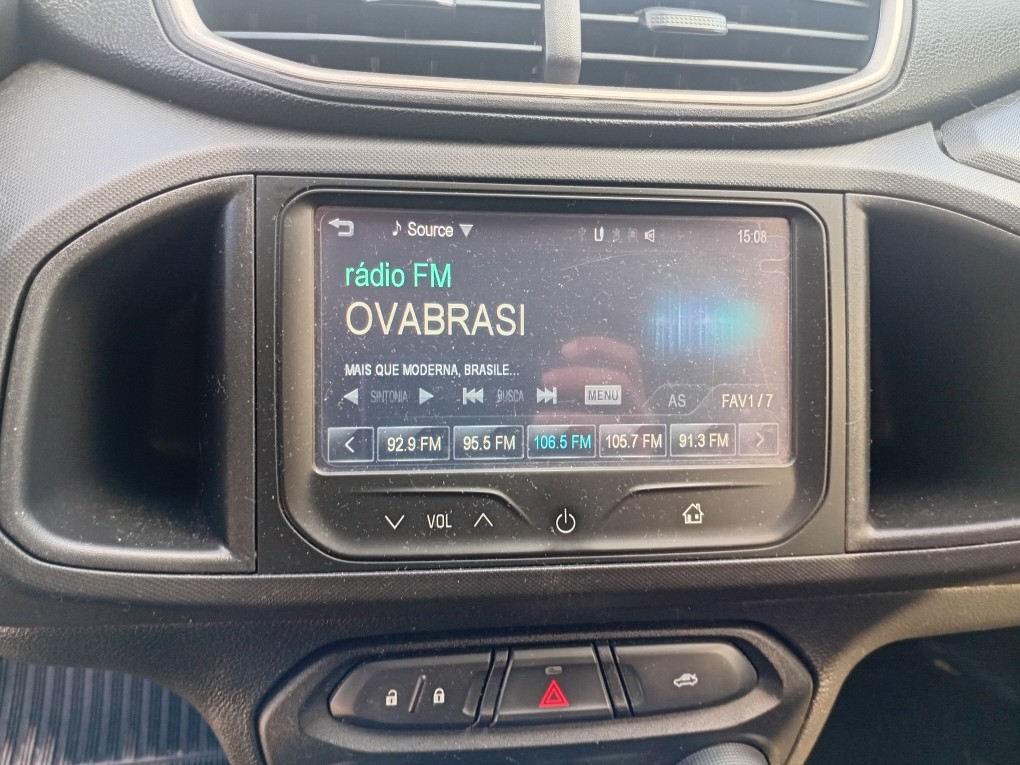 Source 15:08
rádio FM
OVABRASI
MAIS QUE MODERNA, BRASILE...
SINTONIA BUSCA MENU AS FAV1 / 7
92.9 FM 95.5 FM 106.5 FM 105.7 FM 91.3 FM
VOL